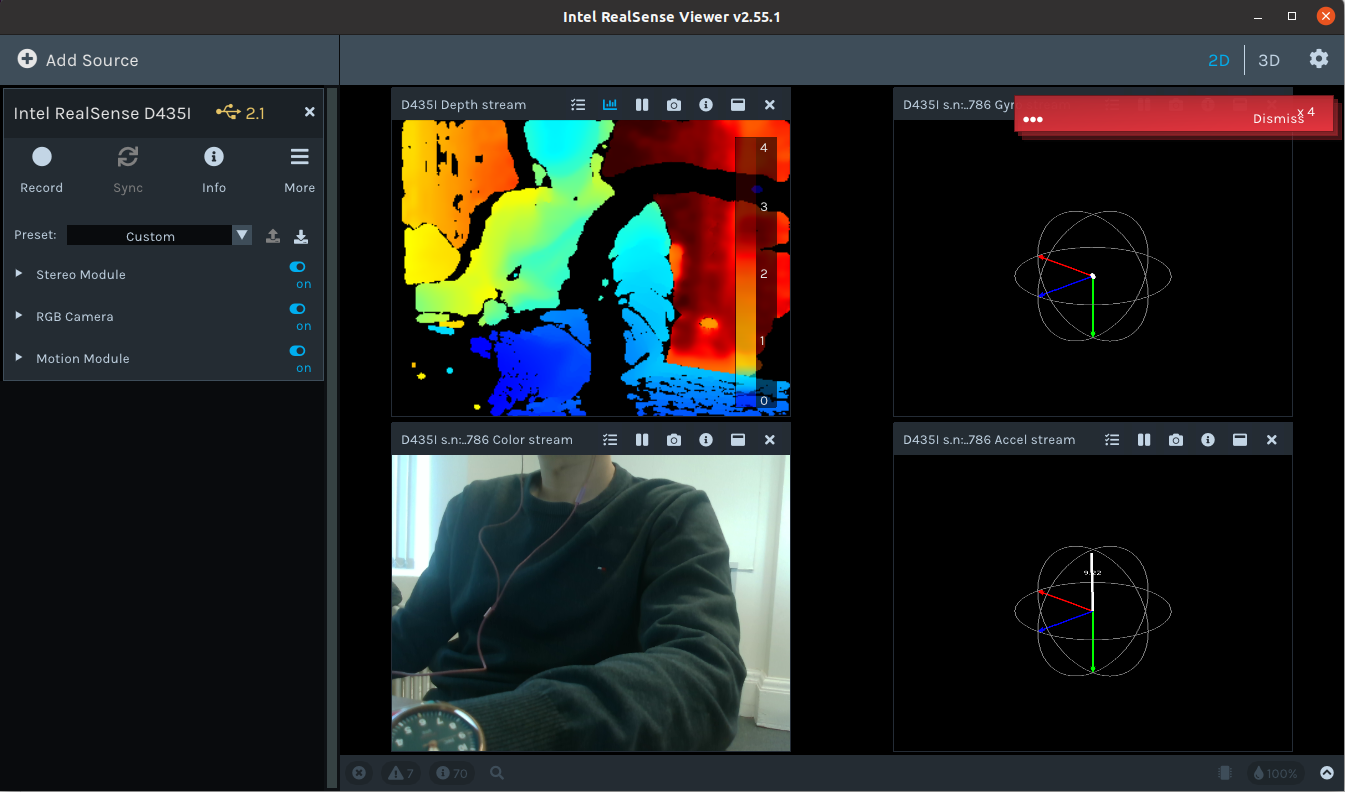 Intel RealSense Viewer v2.55.1
Add Source
2D
3D
Intel RealSense D435I
2.1
Record
Sync
Info
More
Preset:
Custom
Stereo Module
on
RGB Camera
on
Motion Module
on
D435I Depth stream
4
3
2
1
0
D435I s.n:..786 Gyr
•••
Dismiss
x 4
D435I s.n:..786 Color stream
D435I s.n:..786 Accel stream
7
70
100%